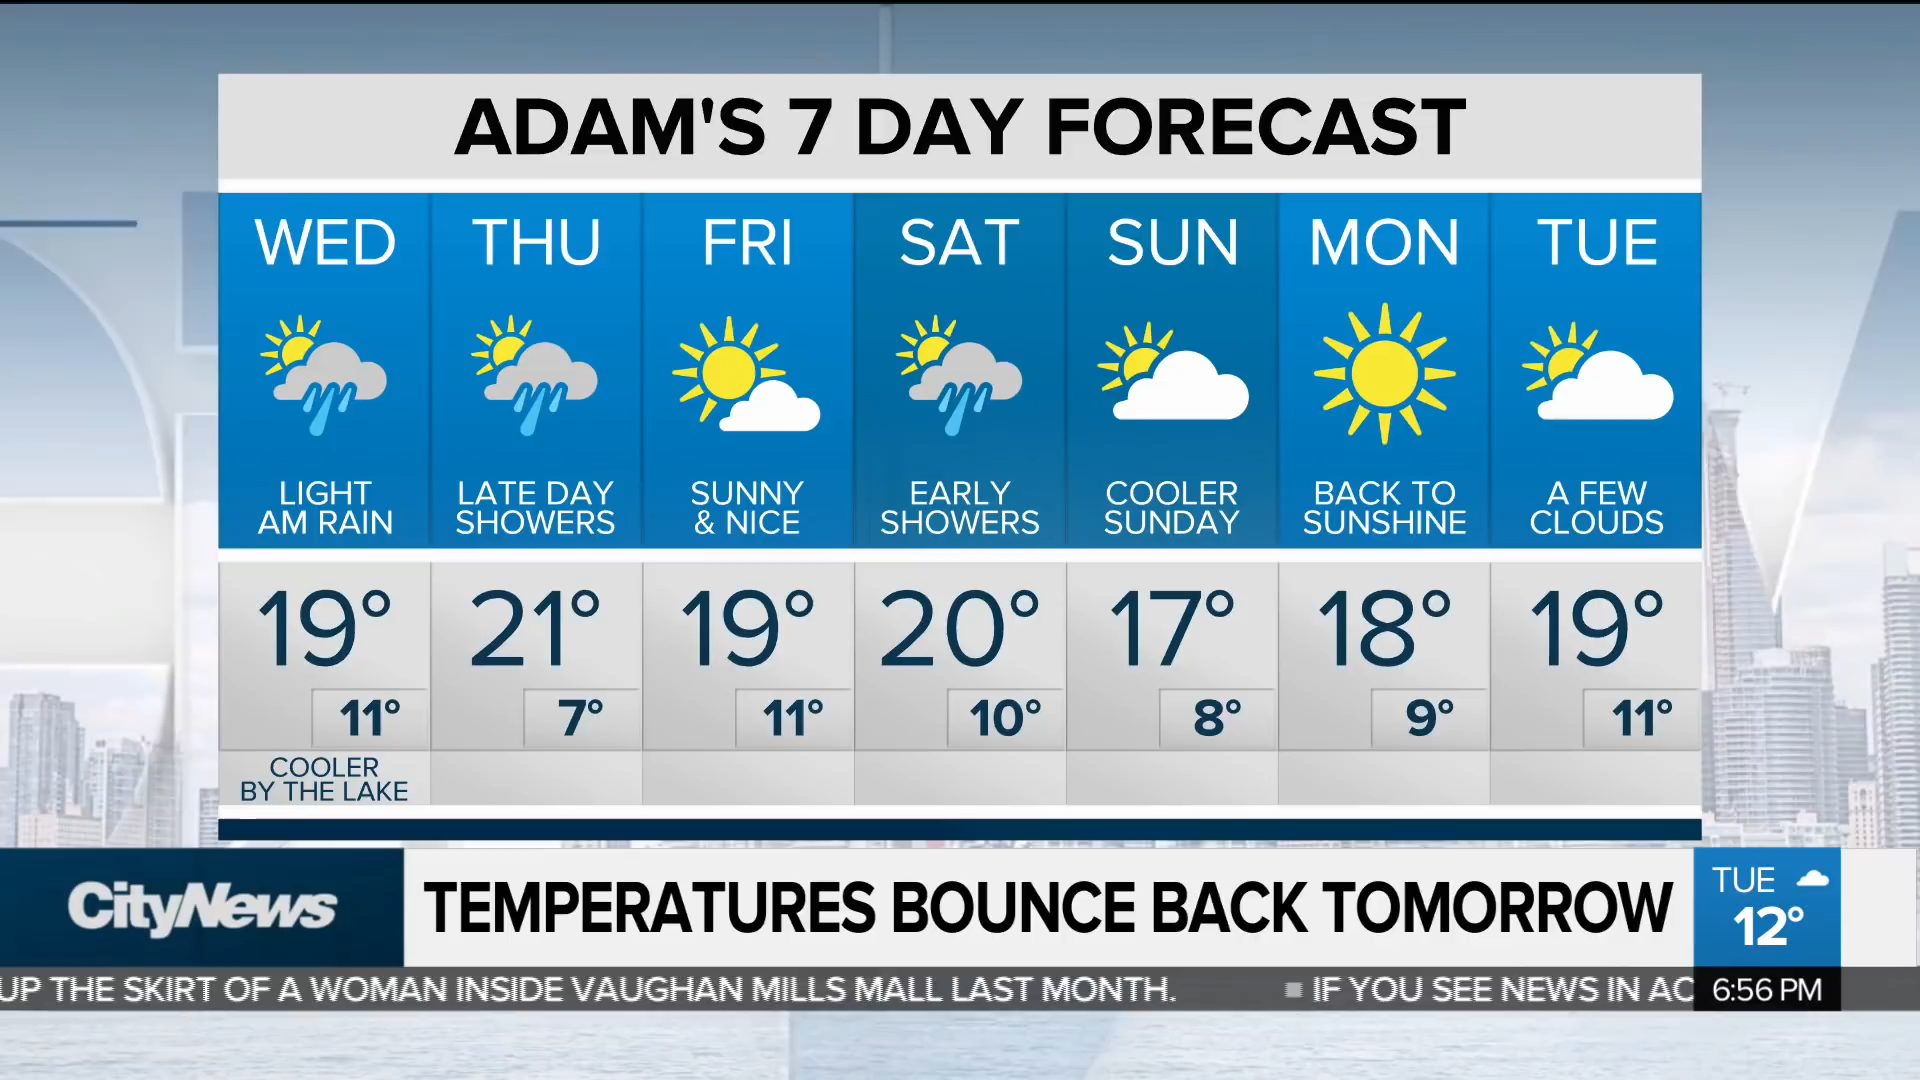 ADAM'S 7 DAY FORECAST
WED THU FRI SAT SUN MON TUE
LIGHT
AM RAIN
LATE DAY
SHOWERS
SUNNY
& NICE
EARLY
SHOWERS
COOLER
SUNDAY
BACK TO
SUNSHINE
A FEW
CLOUDS
19° 21° 19° 20° 17° 18° 19°
11° 7° 11° 10° 8° 9° 11°
COOLER
BY THE LAKE
CityNews
TEMPERATURES BOUNCE BACK TOMORROW
TUE
12°
UP THE SKIRT OF A WOMAN INSIDE VAUGHAN MILLS MALL LAST MONTH. ■ IF YOU SEE NEWS IN AC
6:56 PM